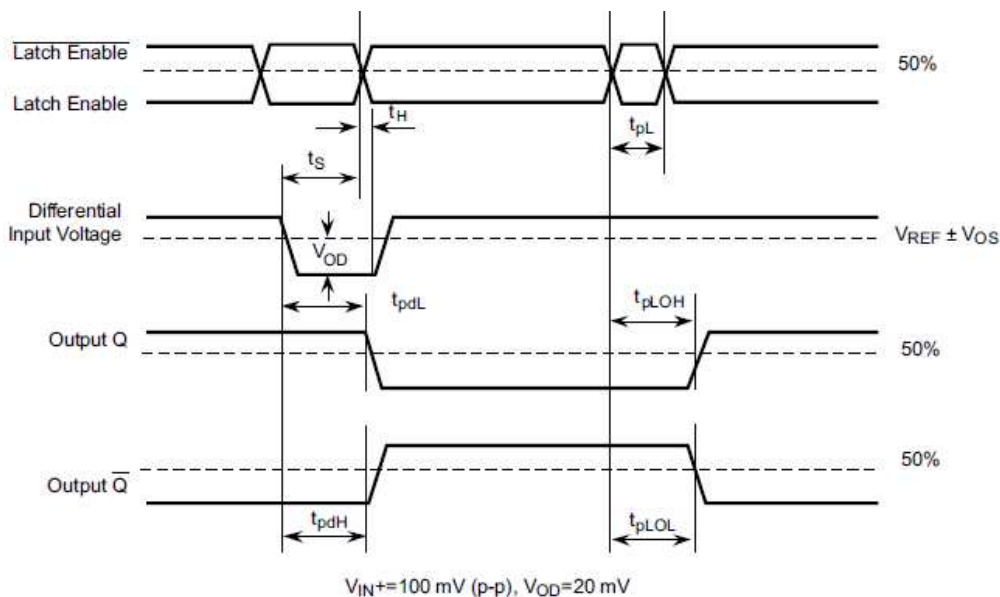 Latch Enable
50%
Latch Enable
tH
tpL
tS
Differential
Input Voltage
VREF ± VOS
VOD
tpdL
tpLOH
Output Q
50%
50%
Output Q̅
tpdH
tpLOL
VIN+=100 mV (p-p), VOD=20 mV